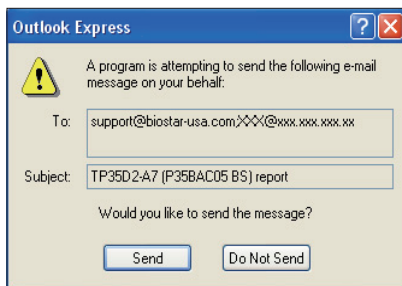 Outlook Express
A program is attempting to send the following e-mail
message on your behalf:
To: support@biostar-usa.com;XXX@xxx.xxx.xxx.xx
Subject: TP35D2-A7 (P35BAC05 BS) report
Would you like to send the message?
Send Do Not Send